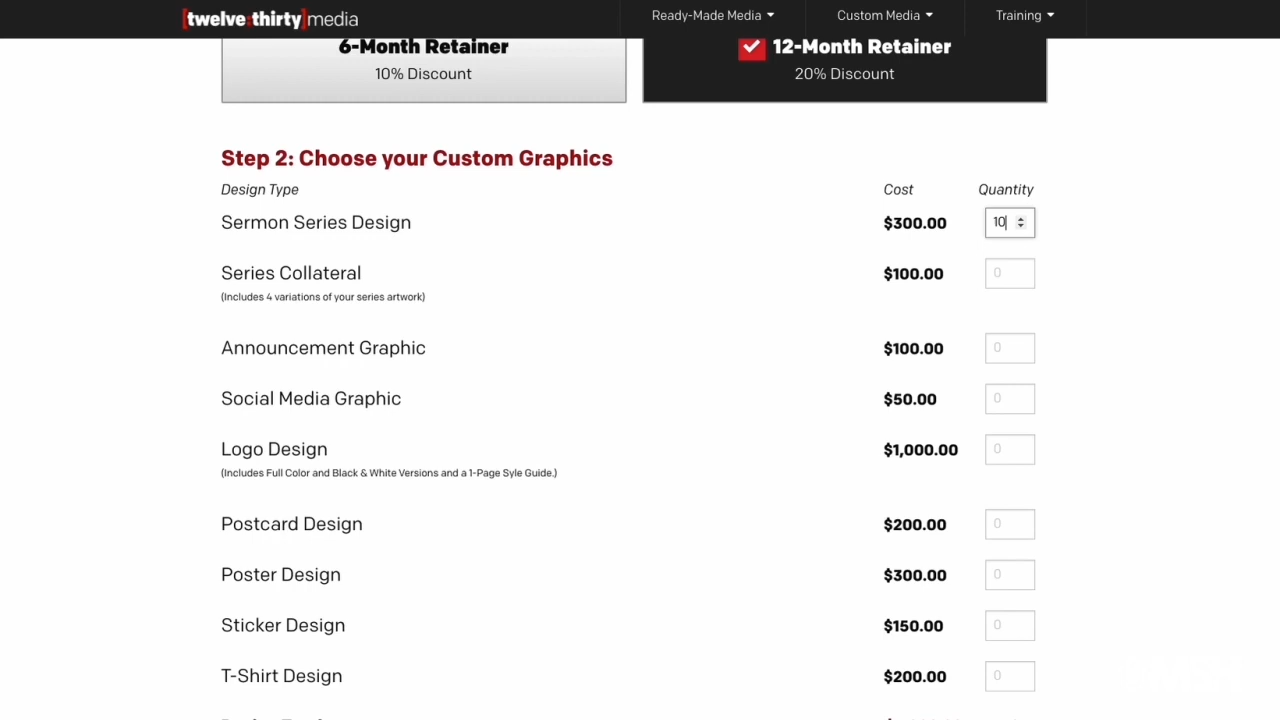 [twelve:thirty]media
Ready-Made Media
Custom Media
Training
6-Month Retainer
10% Discount
12-Month Retainer
20% Discount
Step 2: Choose your Custom Graphics
Design Type Cost Quantity
Sermon Series Design $300.00 10
Series Collateral $100.00 0
(Includes 4 variations of your series artwork)
Announcement Graphic $100.00 0
Social Media Graphic $50.00 0
Logo Design $1,000.00 0
(Includes Full Color and Black & White Versions and a 1-Page Syle Guide.)
Postcard Design $200.00 0
Poster Design $300.00 0
Sticker Design $150.00 0
T-Shirt Design $200.00 0